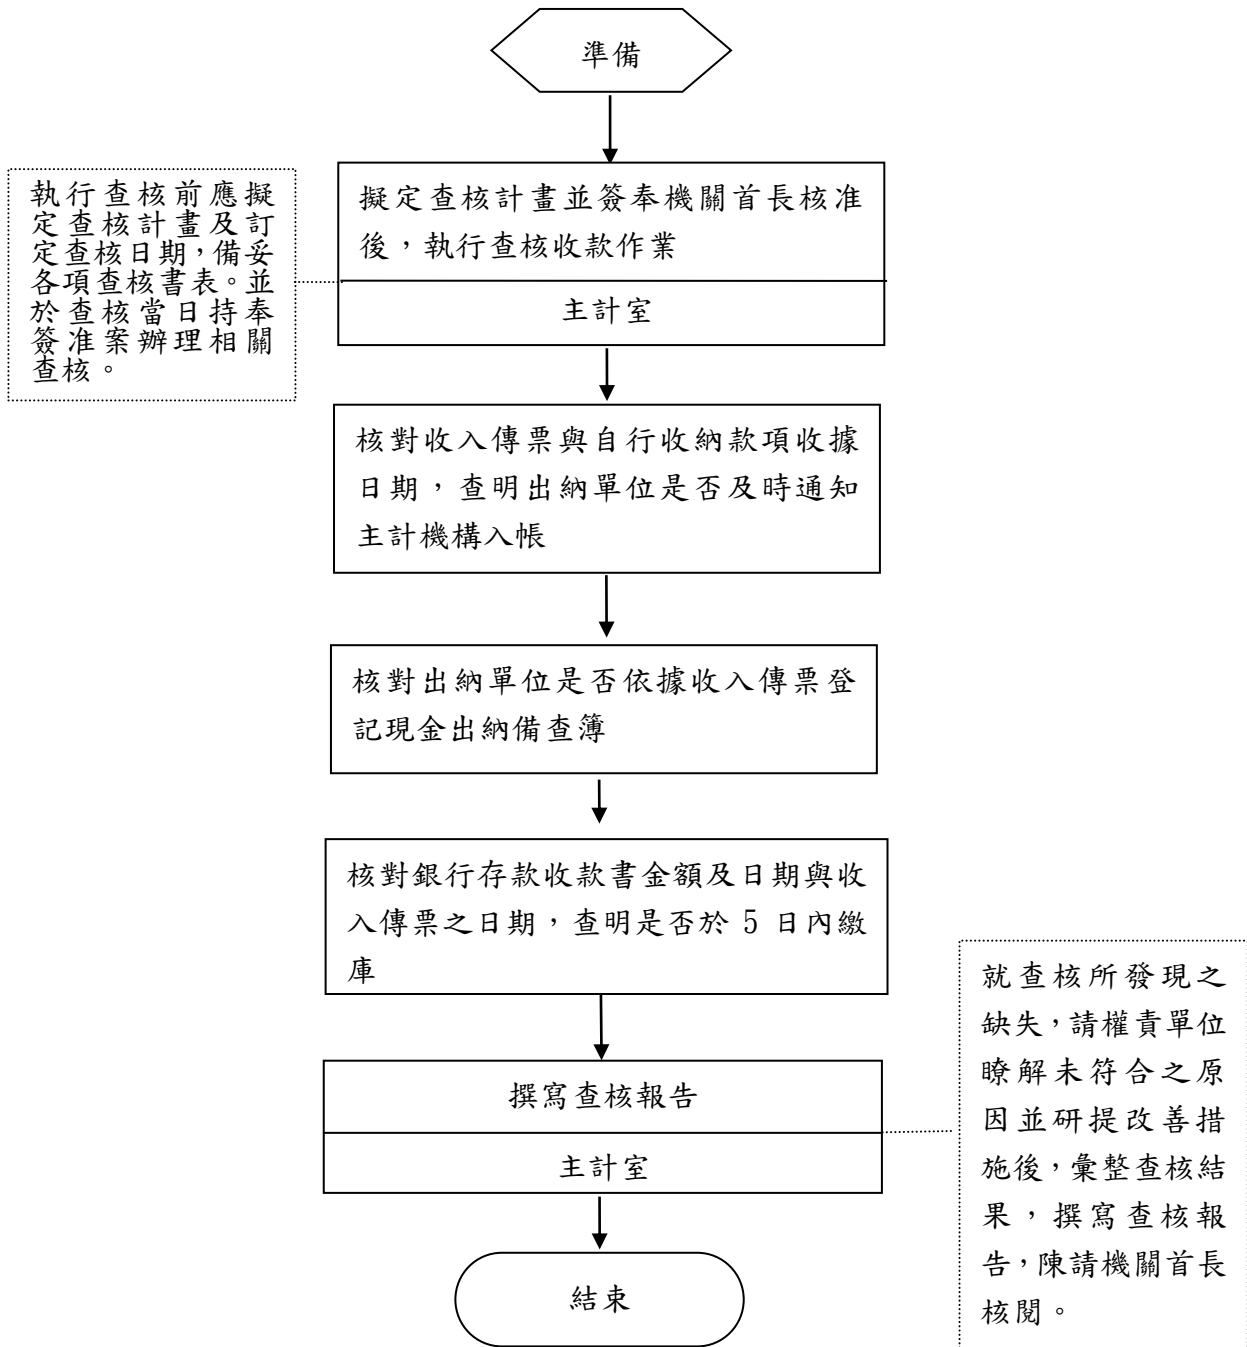 準備
執行查核前應擬
定查核計畫及訂
定查核日期，備妥
各項查核書表。並
於查核當日持奉
簽准案辦理相關
查核。
擬定查核計畫並簽奉機關首長核准
後，執行查核收款作業
主計室
核對收入傳票與自行收納款項收據
日期，查明出納單位是否及時通知
主計機構入帳
核對出納單位是否依據收入傳票登
記現金出納備查簿
核對銀行存款收款書金額及日期與收
入傳票之日期，查明是否於 5 日內繳
庫
撰寫查核報告
主計室
就查核所發現之
缺失，請權責單位
瞭解未符合之原
因並研提改善措
施後，彙整查核結
果，撰寫查核報
告，陳請機關首長
核閱。
結束